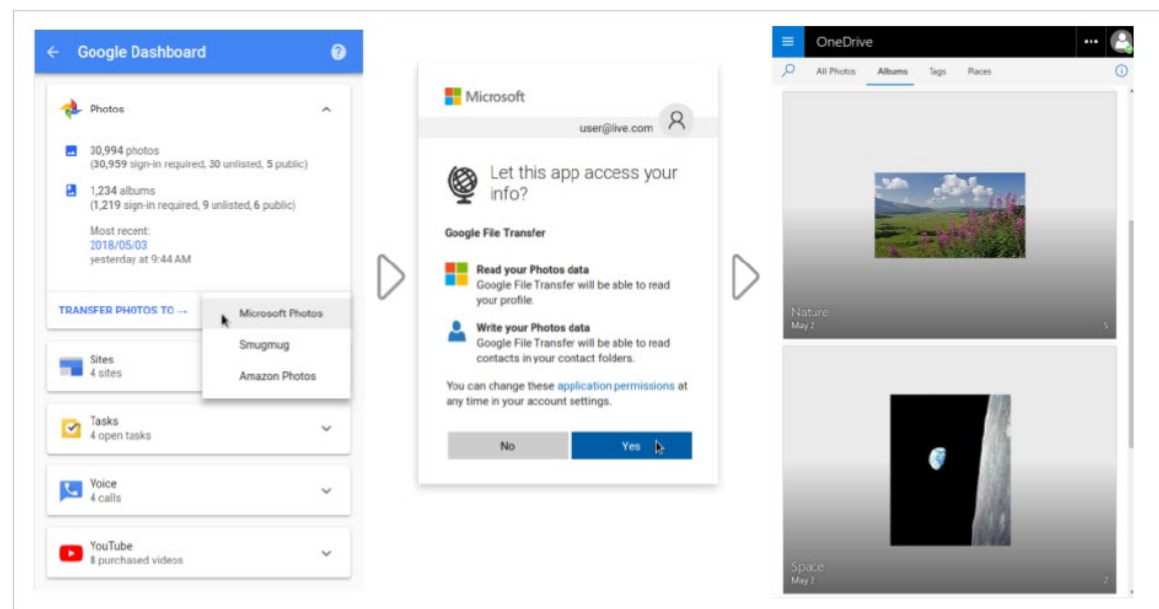 Google Dashboard
Photos
30,994 photos
(30,959 sign-in required, 30 unlisted, 5 public)
1,234 albums
(1,219 sign-in required, 9 unlisted, 6 public)
Most recent:
2018/05/03
yesterday at 9:44 AM
TRANSFER PHOTOS TO →
Microsoft Photos
Smugmug
Amazon Photos
Sites
4 sites
Tasks
4 open tasks
Voice
4 calls
YouTube
8 purchased videos
Microsoft
user@live.com
Let this app access your
info?
Google File Transfer
Read your Photos data
Google File Transfer will be able to read
your profile.
Write your Photos data
Google File Transfer will be able to read
contacts in your contact folders.
You can change these application permissions at
any time in your account settings.
No
Yes
OneDrive
All Photos Albums Tags Places
Nature
May 2 5
Space
May 2 2